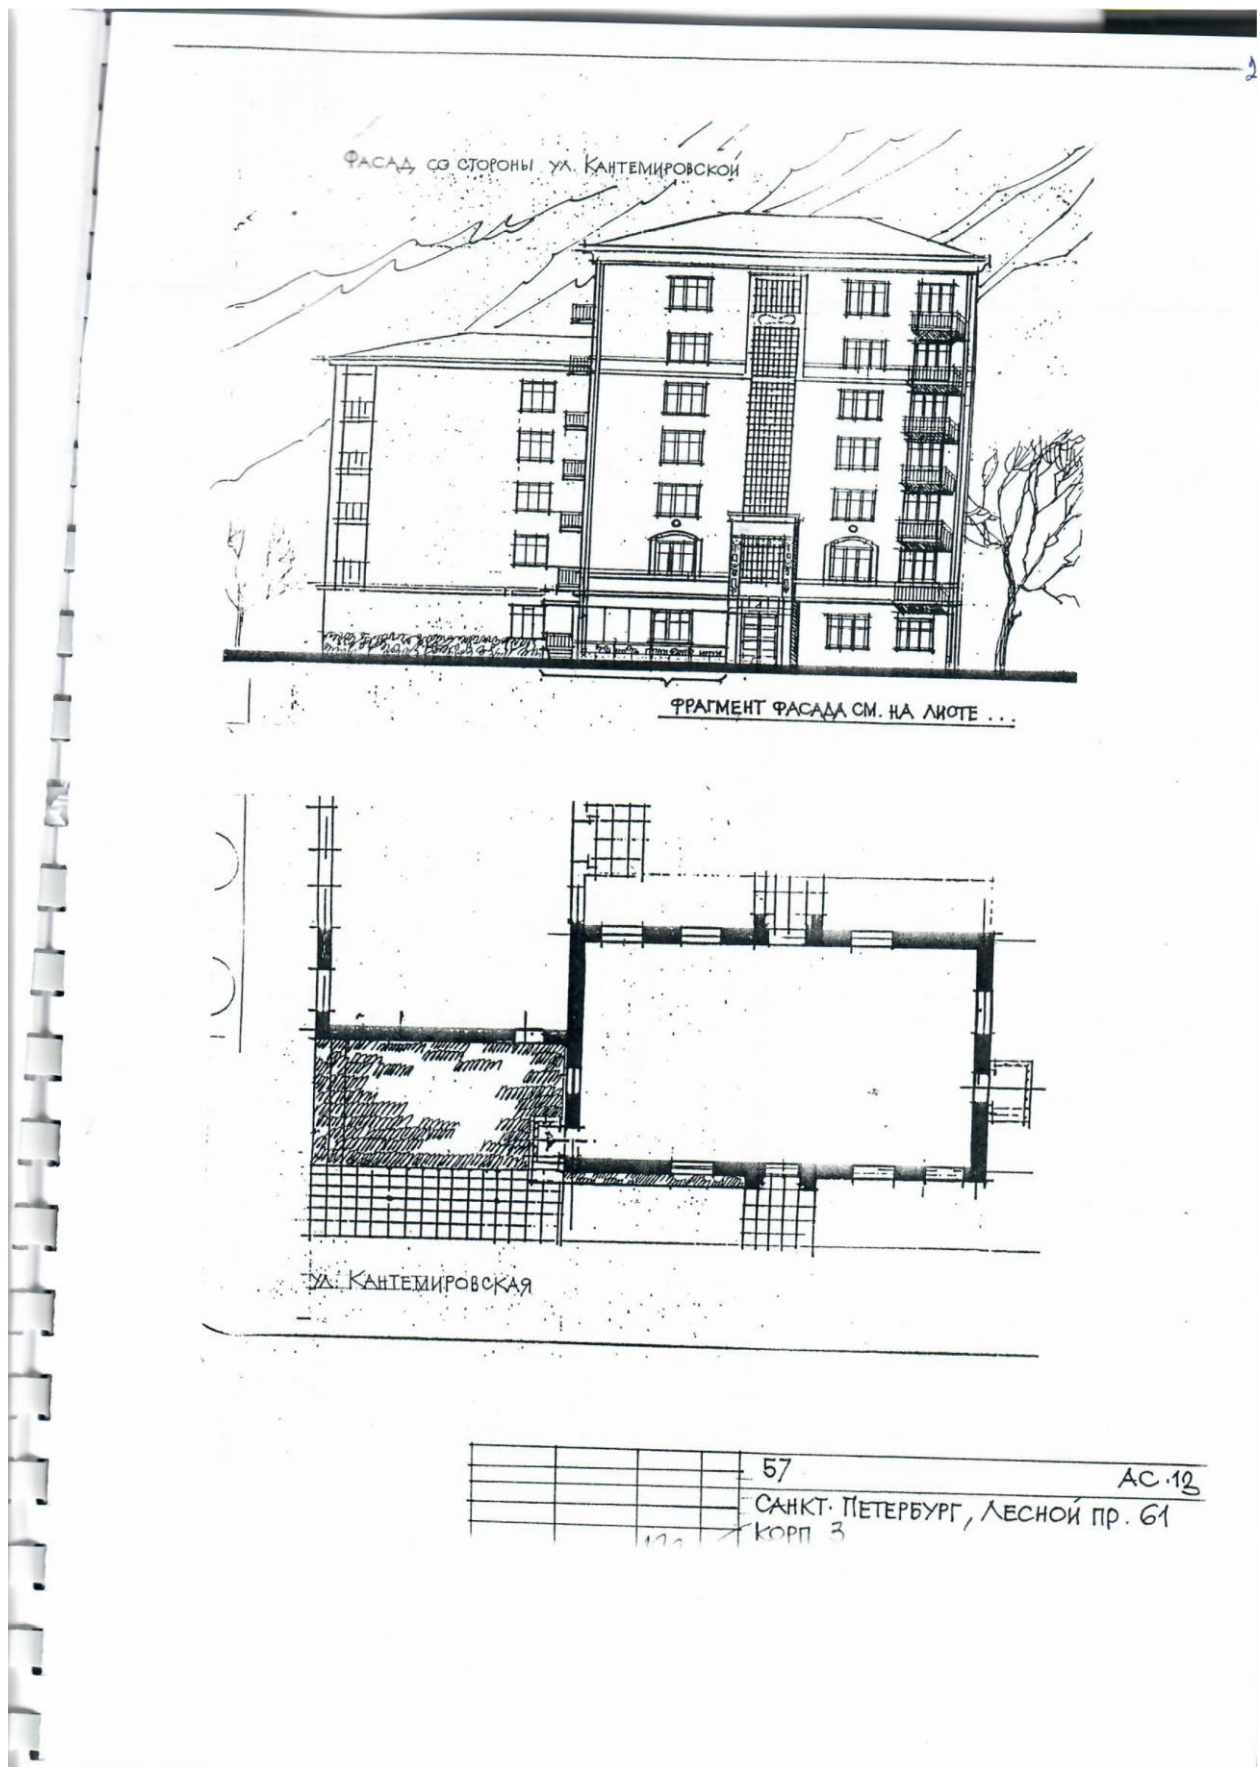 2
ФАСАД СО СТОРОНЫ УЛ. КАНТЕМИРОВСКОЙ
ФРАГМЕНТ ФАСАДА СМ. НА ЛИСТЕ ...
УЛ. КАНТЕМИРОВСКАЯ
57
АС.13
САНКТ-ПЕТЕРБУРГ, ЛЕСНОЙ ПР. 61
КОРП 3